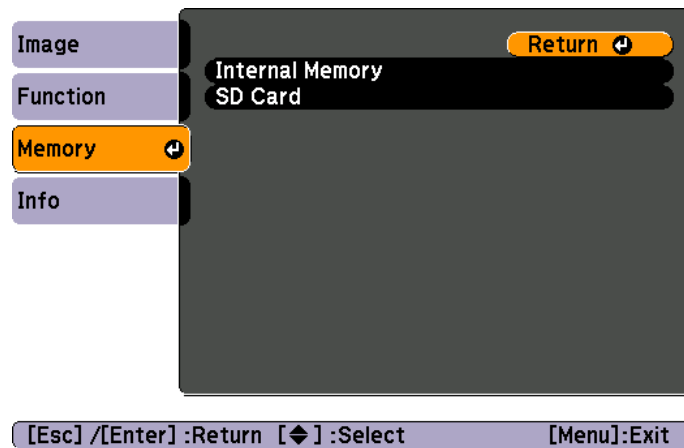 Image
Function
Memory
Info
Return
Internal Memory
SD Card
[Esc] /[Enter] :Return [◆] :Select [Menu]:Exit